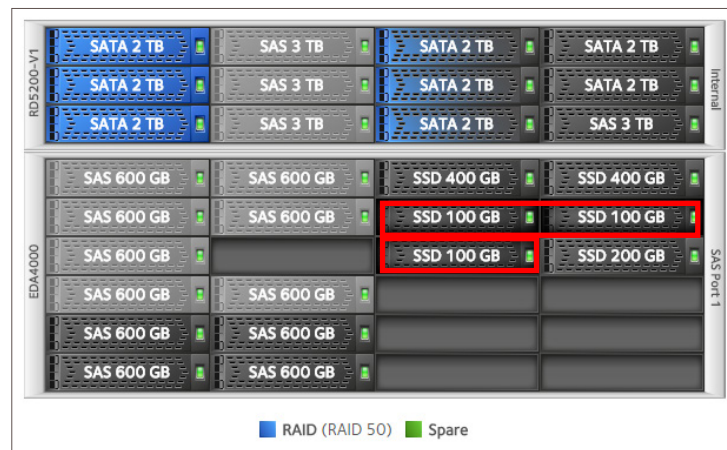 RD5200-V1
SATA 2 TB SAS 3 TB SATA 2 TB SATA 2 TB
SATA 2 TB SAS 3 TB SATA 2 TB SATA 2 TB
SATA 2 TB SAS 3 TB SATA 2 TB SAS 3 TB
Internal
EDA4000
SAS 600 GB SAS 600 GB SSD 400 GB SSD 400 GB
SAS 600 GB SAS 600 GB SSD 100 GB SSD 100 GB
SAS 600 GB SSD 100 GB SSD 200 GB
SAS 600 GB SAS 600 GB
SAS 600 GB SAS 600 GB
SAS 600 GB SAS 600 GB
SAS Port 1
RAID (RAID 50) Spare